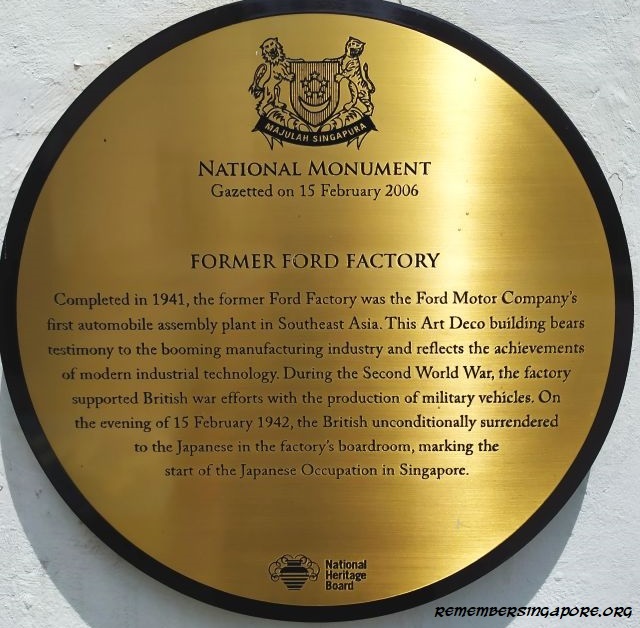 MAJULAH SINGAPURA
NATIONAL MONUMENT
Gazetted on 15 February 2006
FORMER FORD FACTORY
Completed in 1941, the former Ford Factory was the Ford Motor Company's
first automobile assembly plant in Southeast Asia. This Art Deco building bears
testimony to the booming manufacturing industry and reflects the achievements
of modern industrial technology. During the Second World War, the factory
supported British war efforts with the production of military vehicles. On
the evening of 15 February 1942, the British unconditionally surrendered
to the Japanese in the factory's boardroom, marking the
start of the Japanese Occupation in Singapore.
National
Heritage
Board
REMEMBERSINGAPORE.ORG